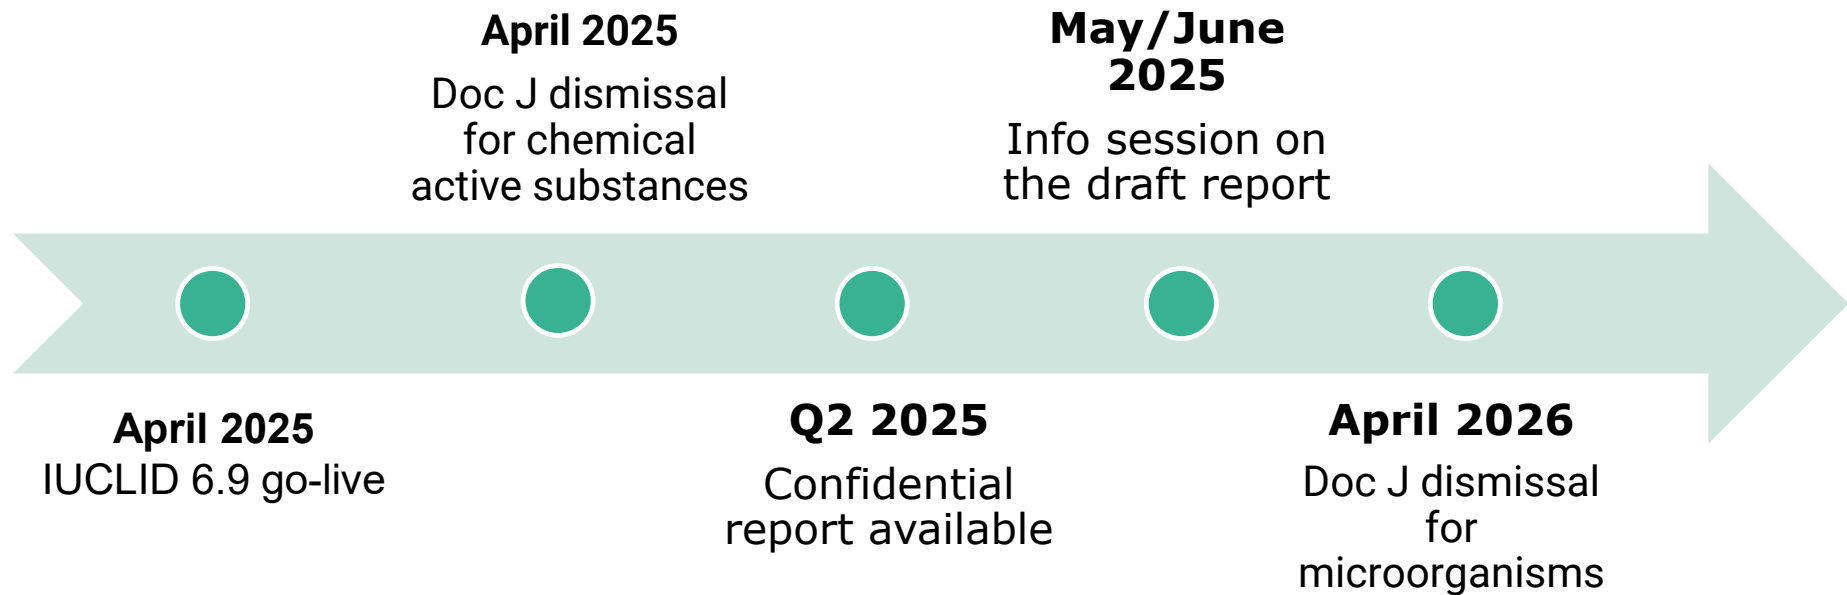 April 2025
Doc J dismissal
for chemical
active substances
May/June
2025
Info session on
the draft report
April 2025
IUCLID 6.9 go-live
Q2 2025
Confidential
report available
April 2026
Doc J dismissal
for
microorganisms